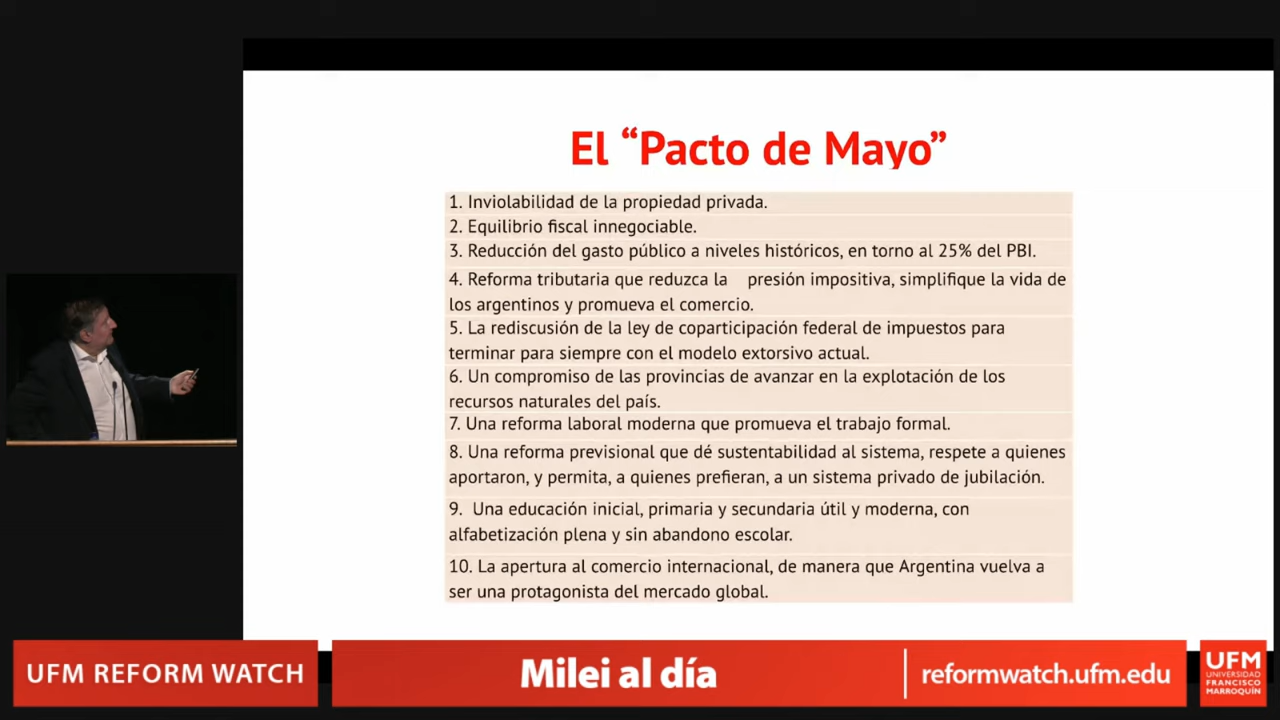 El “Pacto de Mayo”
1. Inviolabilidad de la propiedad privada.
2. Equilibrio fiscal innegociable.
3. Reducción del gasto público a niveles históricos, en torno al 25% del PBI.
4. Reforma tributaria que reduzca la presión impositiva, simplifique la vida de
los argentinos y promueva el comercio.
5. La rediscusión de la ley de coparticipación federal de impuestos para
terminar para siempre con el modelo extorsivo actual.
6. Un compromiso de las provincias de avanzar en la explotación de los
recursos naturales del país.
7. Una reforma laboral moderna que promueva el trabajo formal.
8. Una reforma previsional que dé sustentabilidad al sistema, respete a quienes
aportaron, y permita, a quienes prefieran, a un sistema privado de jubilación.
9. Una educación inicial, primaria y secundaria útil y moderna, con
alfabetización plena y sin abandono escolar.
10. La apertura al comercio internacional, de manera que Argentina vuelva a
ser una protagonista del mercado global.
UFM REFORM WATCH
Milei al día
reformwatch.ufm.edu
UFM
UNIVERSIDAD
FRANCISCO
MARROQUÍN